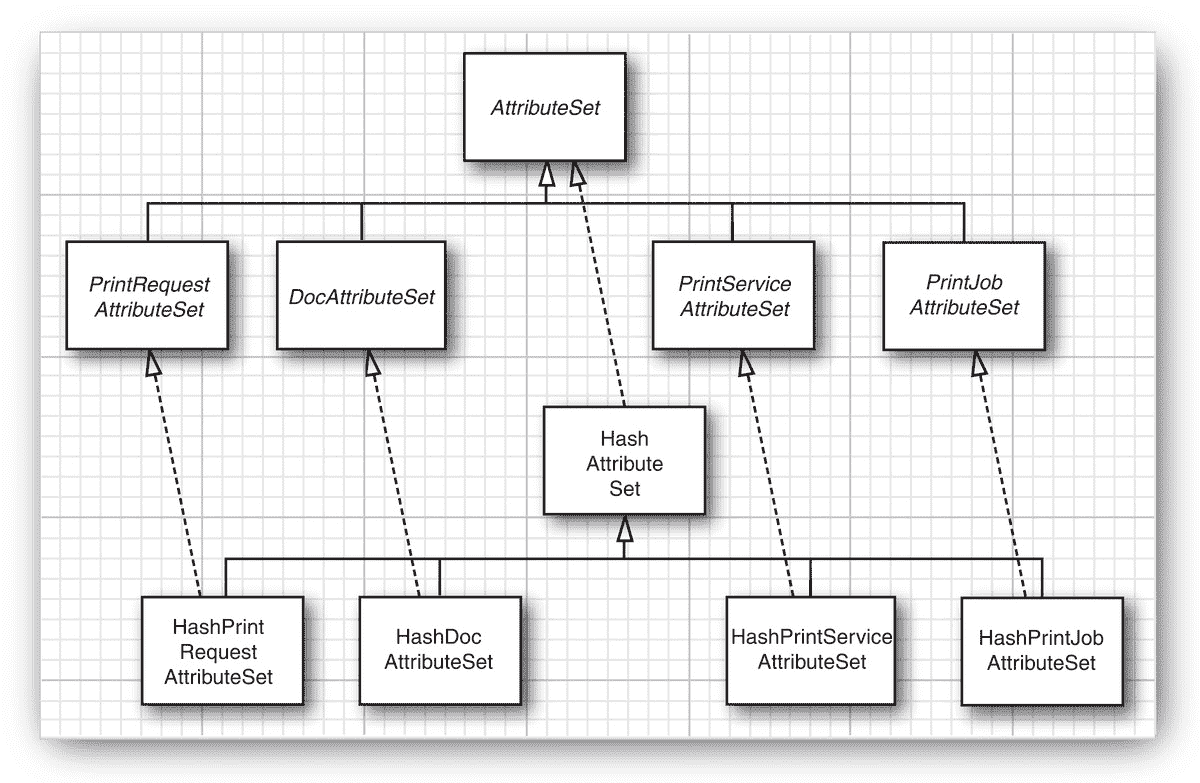 AttributeSet
PrintRequest
AttributeSet
DocAttributeSet
PrintService
AttributeSet
PrintJob
AttributeSet
Hash
Attribute
Set
HashPrint
Request
AttributeSet
HashDoc
AttributeSet
HashPrintService
AttributeSet
HashPrintJob
AttributeSet